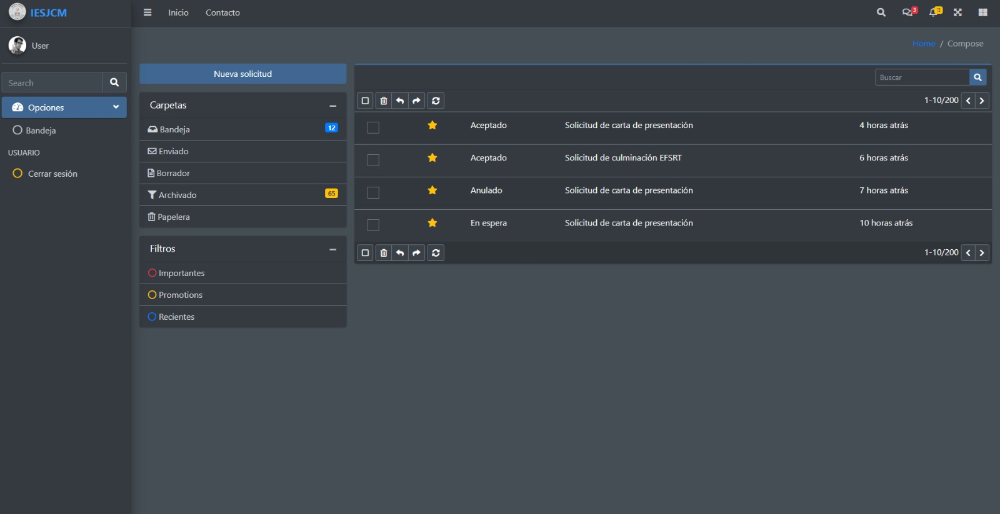 IESJCM
Inicio
Contacto
3
15
User
Home / Compose
Search
Opciones
Bandeja
USUARIO
Cerrar sesión
Nueva solicitud
Carpetas
Bandeja 12
Enviado
Borrador
Archivado 65
Papelera
Filtros
Importantes
Promotions
Recientes
Buscar
1-10/200
Aceptado Solicitud de carta de presentación 4 horas atrás
Aceptado Solicitud de culminación EFSRT 6 horas atrás
Anulado Solicitud de carta de presentación 7 horas atrás
En espera Solicitud de carta de presentación 10 horas atrás
1-10/200